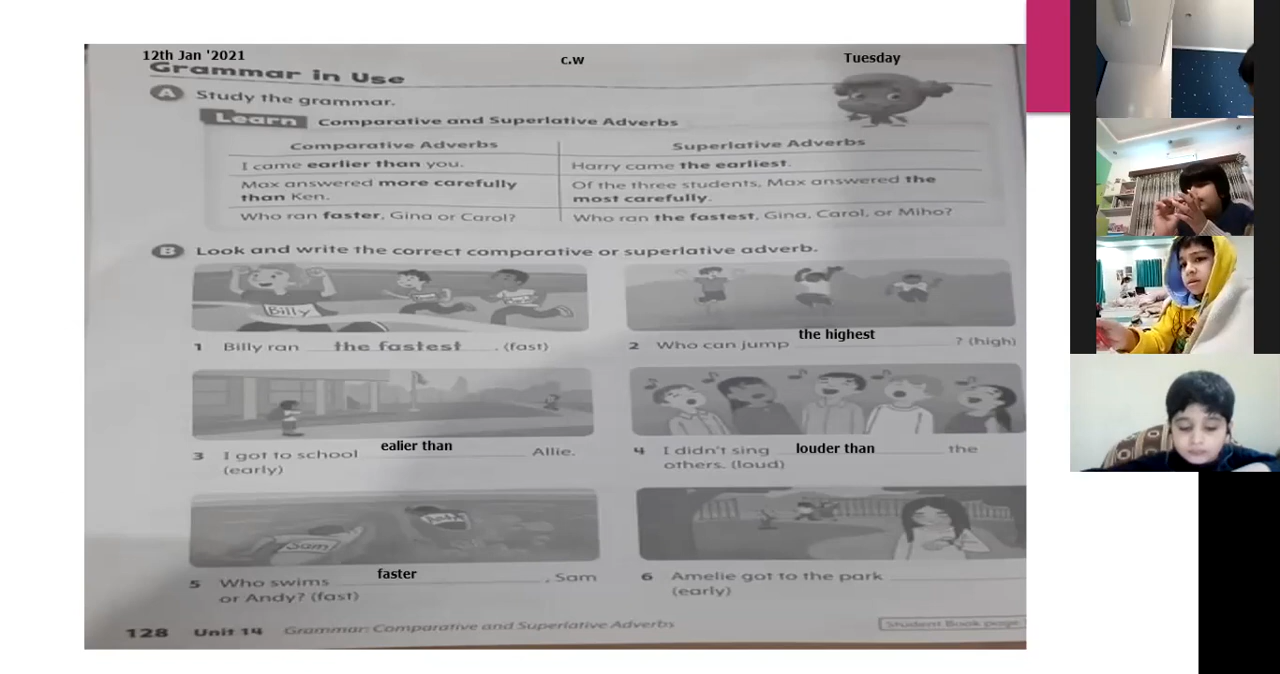 12th Jan '2021 c.w Tuesday
Grammar in Use
A Study the grammar.
Learn Comparative and Superlative Adverbs
Comparative Adverbs Superlative Adverbs
I came earlier than you. Harry came the earliest.
Max answered more carefully than Ken. Of the three students, Max answered the most carefully.
Who ran faster, Gina or Carol? Who ran the fastest, Gina, Carol, or Miho?
B Look and write the correct comparative or superlative adverb.
Billy
1 Billy ran the fastest. (fast)
2 Who can jump the highest ? (high)
3 I got to school ealier than Allie.
(early)
4 I didn't sing louder than the
others. (loud)
Sam
Andy
5 Who swims faster, Sam
or Andy? (fast)
6 Amelie got to the park
(early)
128 Unit 14 Grammar: Comparative and Superlative Adverbs
Student Book page